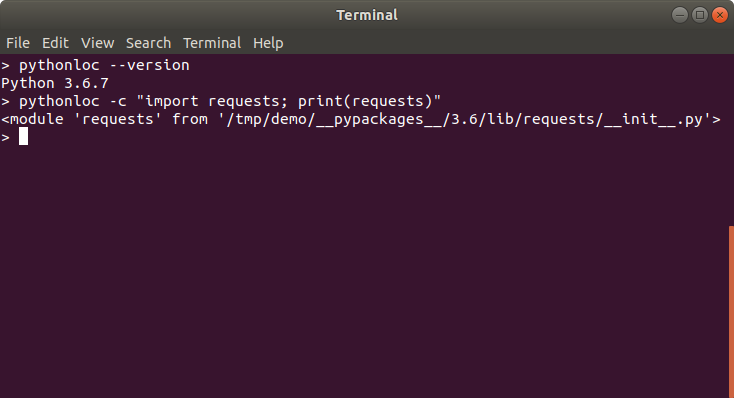 Terminal
File Edit View Search Terminal Help
> pythonloc --version
Python 3.6.7
> pythonloc -c "import requests; print(requests)"
<module 'requests' from '/tmp/demo/__pypackages__/3.6/lib/requests/__init__.py'>
>